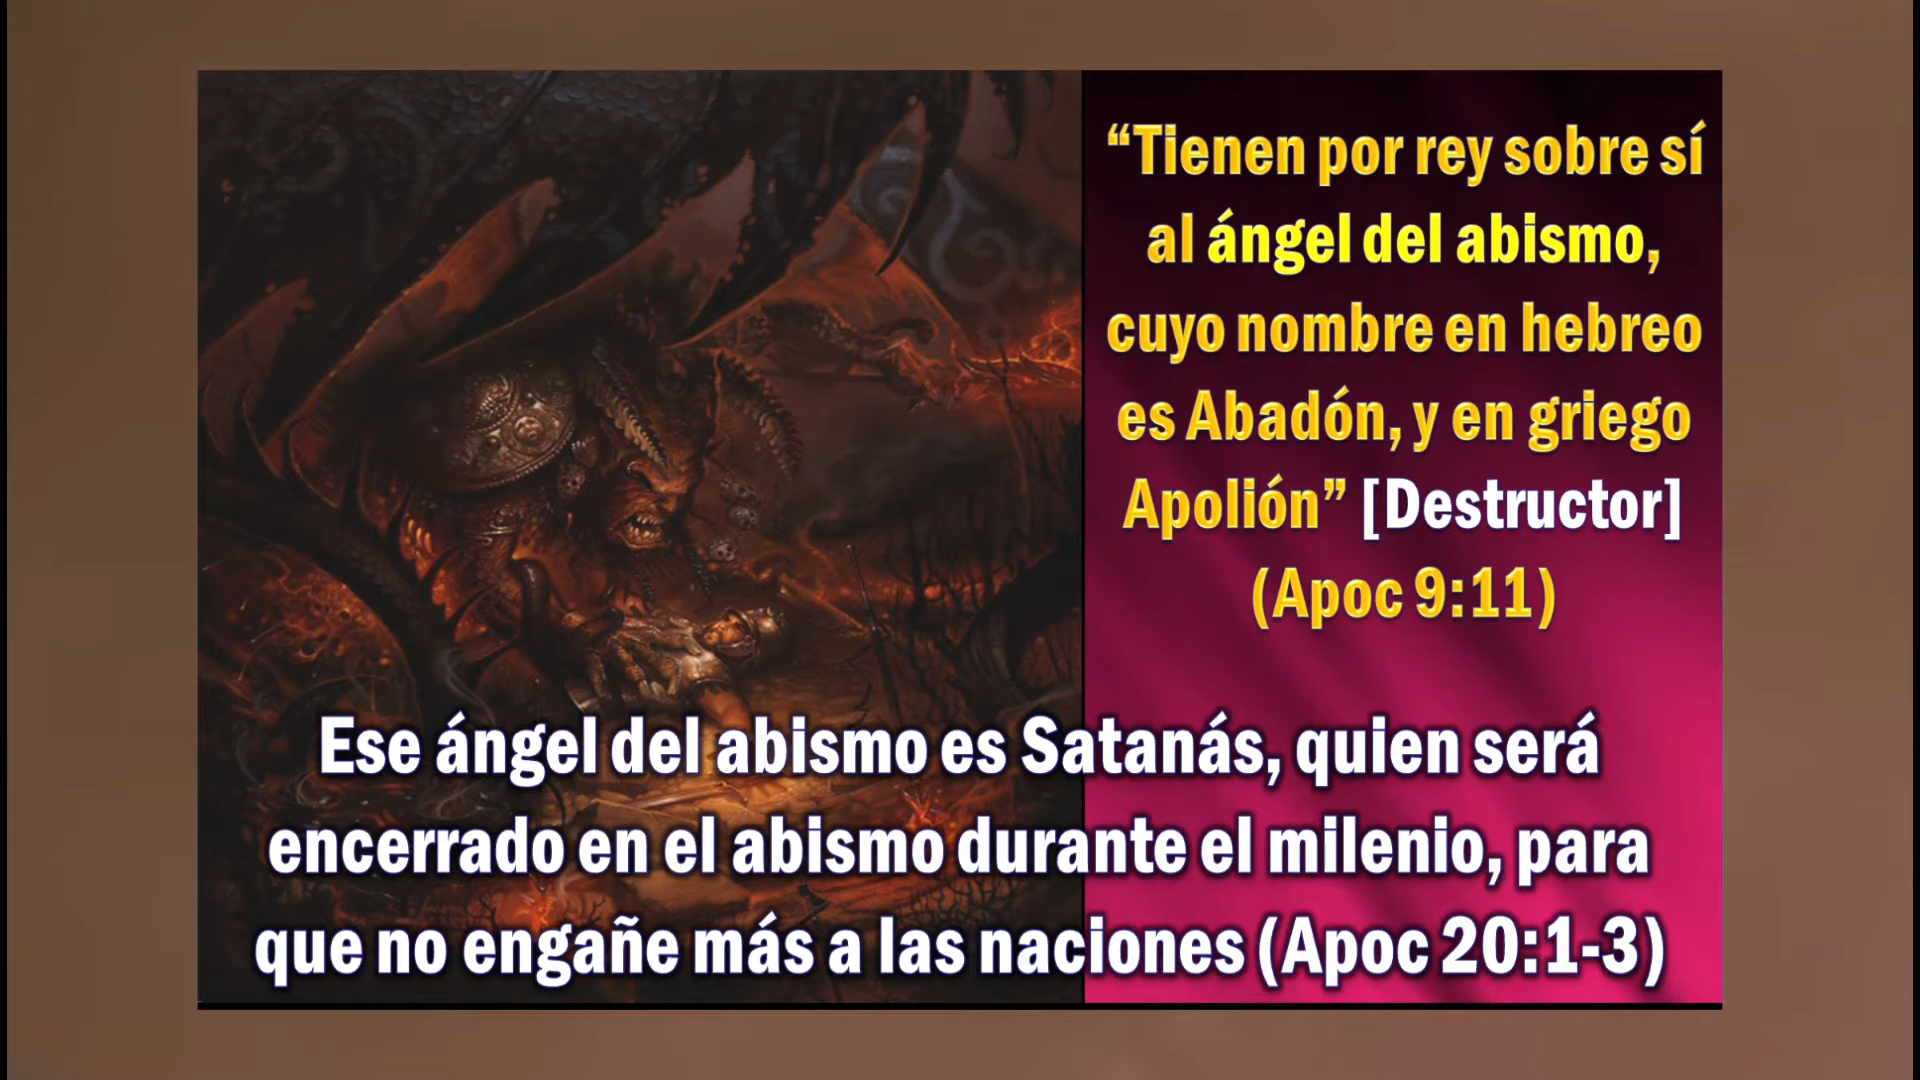 “Tienen por rey sobre sí
al ángel del abismo,
cuyo nombre en hebreo
es Abadón, y en griego
Apolión” [Destructor]
(Apoc 9:11)
Ese ángel del abismo es Satanás, quien será
encerrado en el abismo durante el milenio, para
que no engañe más a las naciones (Apoc 20:1-3)